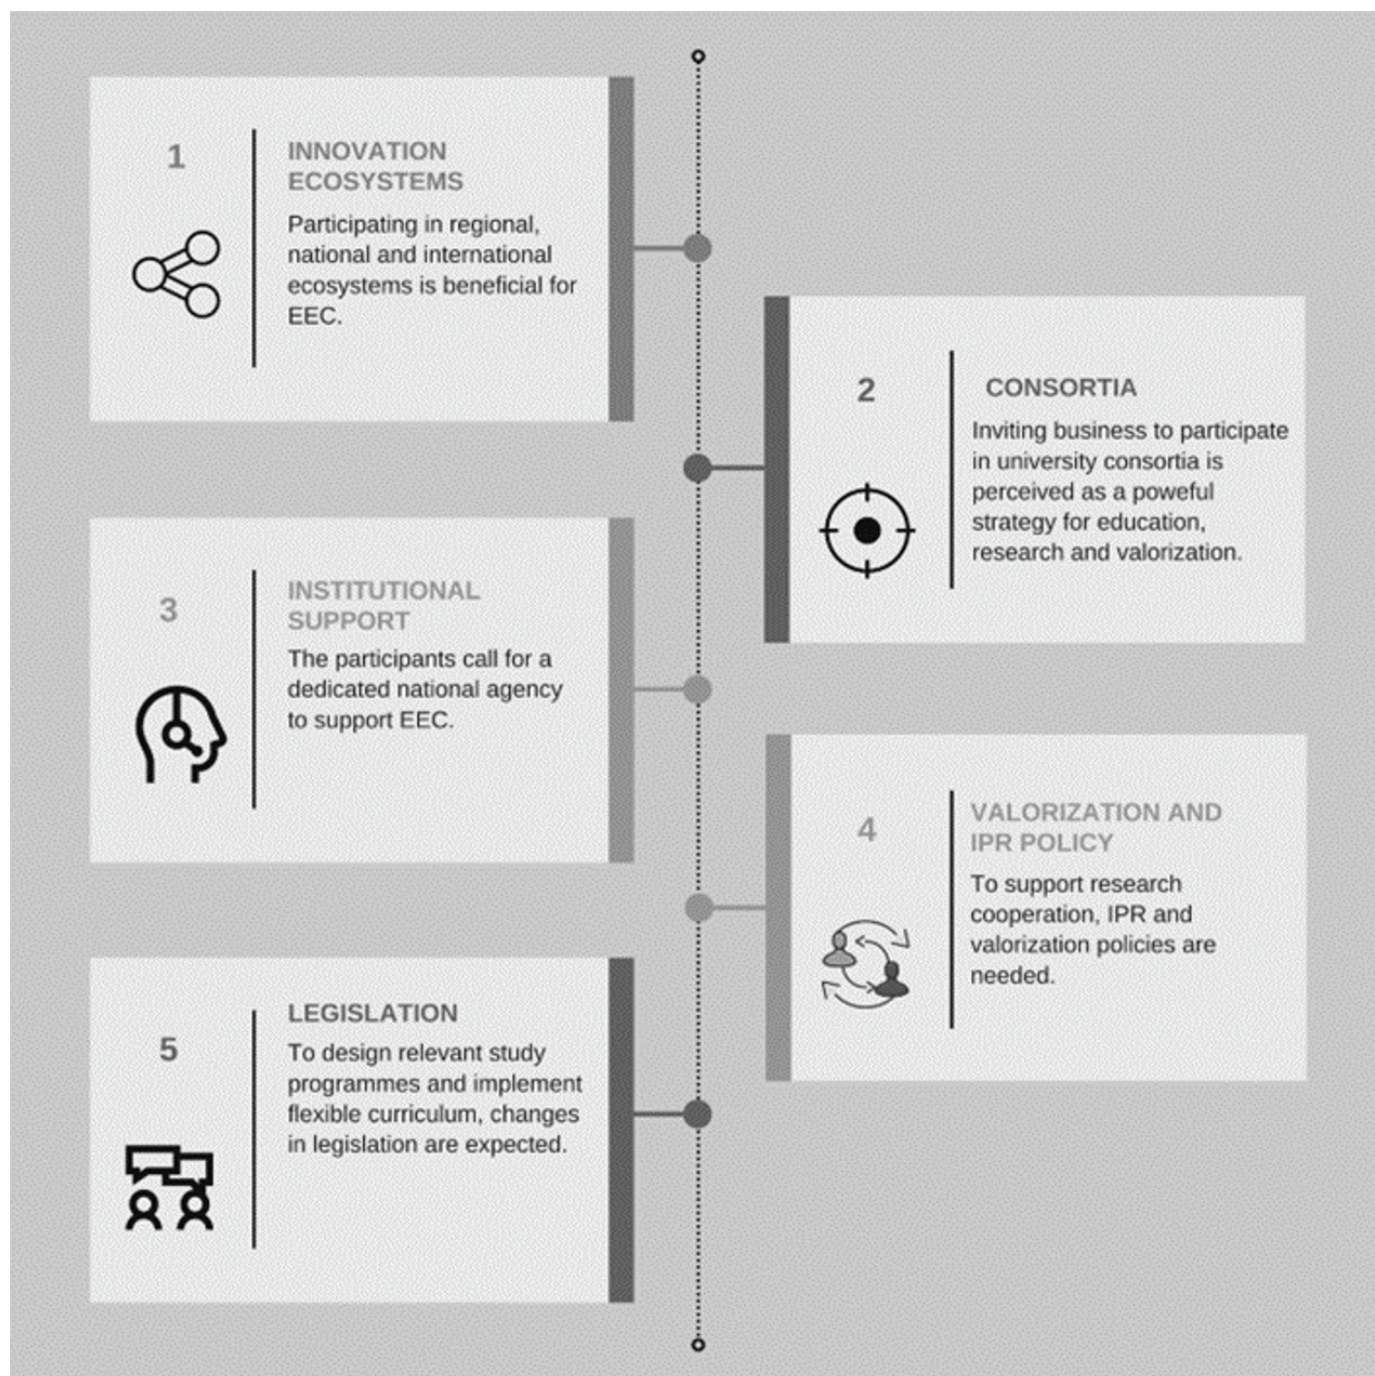 1
INNOVATION
ECOSYSTEMS
Participating in regional,
national and international
ecosystems is beneficial for
EEC.
2
CONSORTIA
Inviting business to participate
in university consortia is
perceived as a poweful
strategy for education,
research and valorization.
3
INSTITUTIONAL
SUPPORT
The participants call for a
dedicated national agency
to support EEC.
4
VALORIZATION AND
IPR POLICY
To support research
cooperation, IPR and
valorization policies are
needed.
5
LEGISLATION
To design relevant study
programmes and implement
flexible curriculum, changes
in legislation are expected.